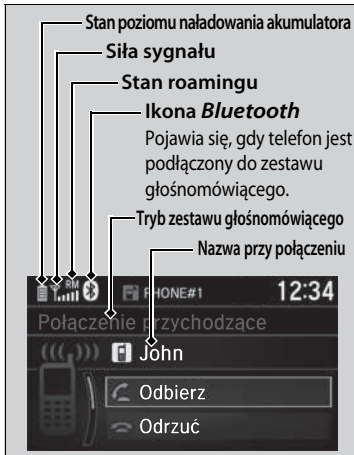 Stan poziomu naładowania akumulatora
Siła sygnału
Stan roamingu
Ikona Bluetooth
Pojawia się, gdy telefon jest
podłączony do zestawu
głośnomówiącego.
Tryb zestawu głośnomówiącego
Nazwa przy połączeniu
RM
PHONE#1
12:34
Połączenie przychodzące
John
Odbierz
Odrzuć